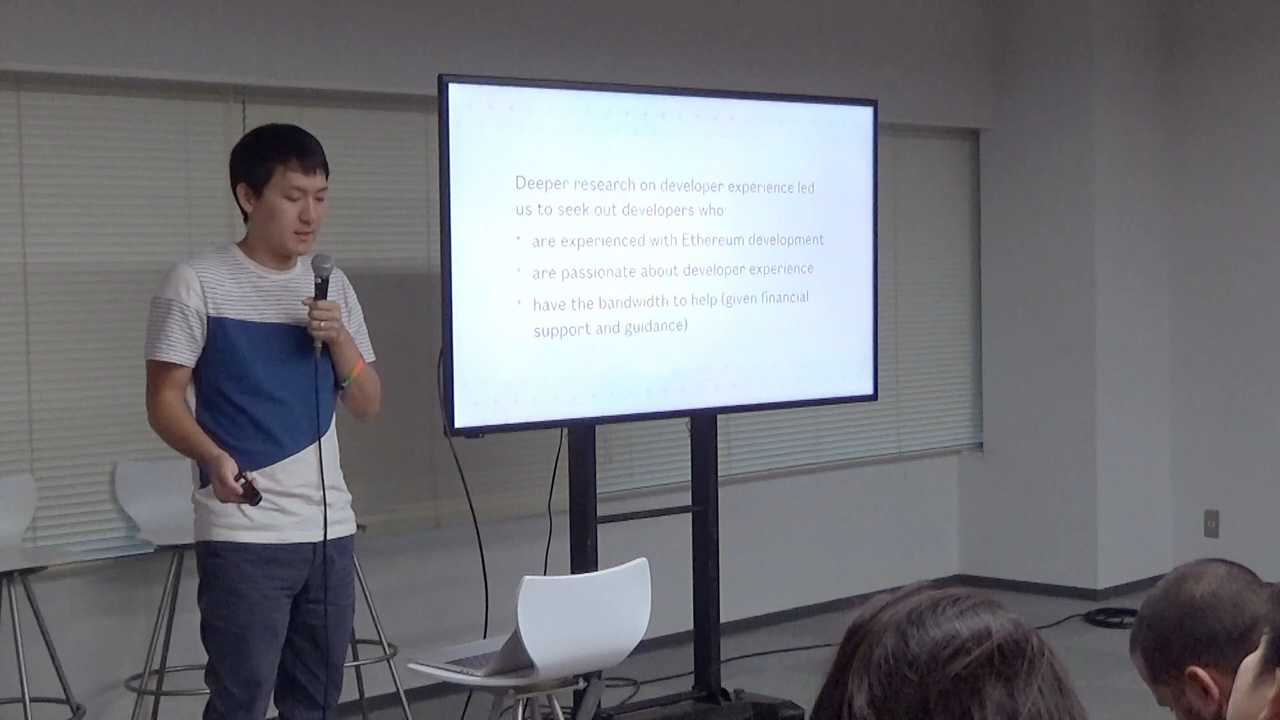 Deeper research on developer experience led
us to seek out developers who
• are experienced with Ethereum development
• are passionate about developer experience
• have the bandwidth to help (given financial
support and guidance)